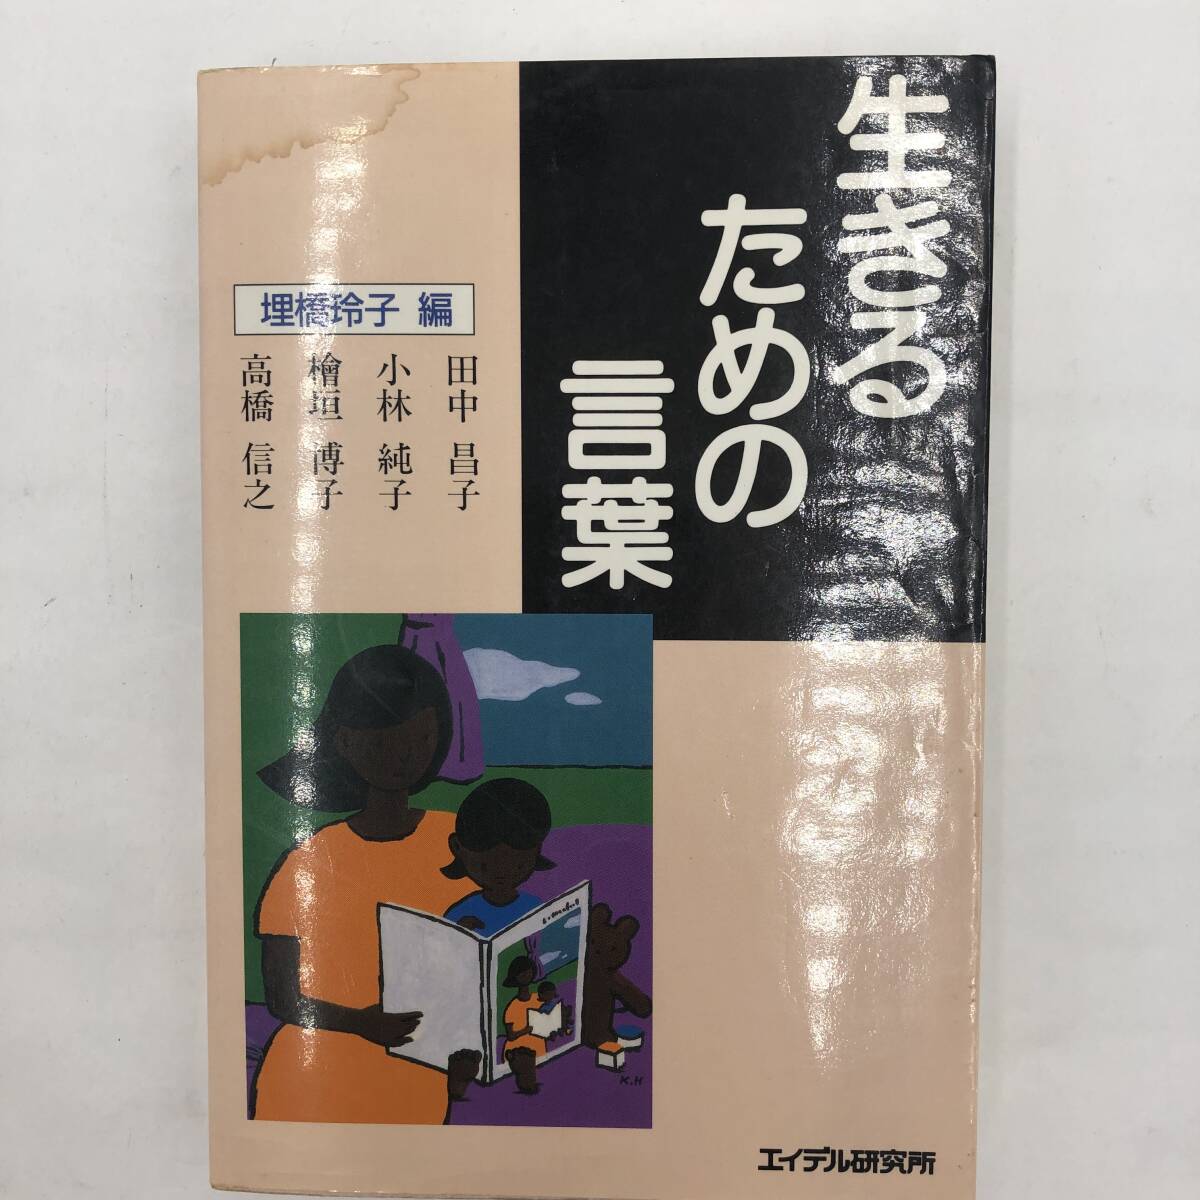 生きる
ための
言葉
埋橋玲子 編
田中 昌子
小林 純子
檜垣 博子
高橋 信之
K.H
エイデル研究所